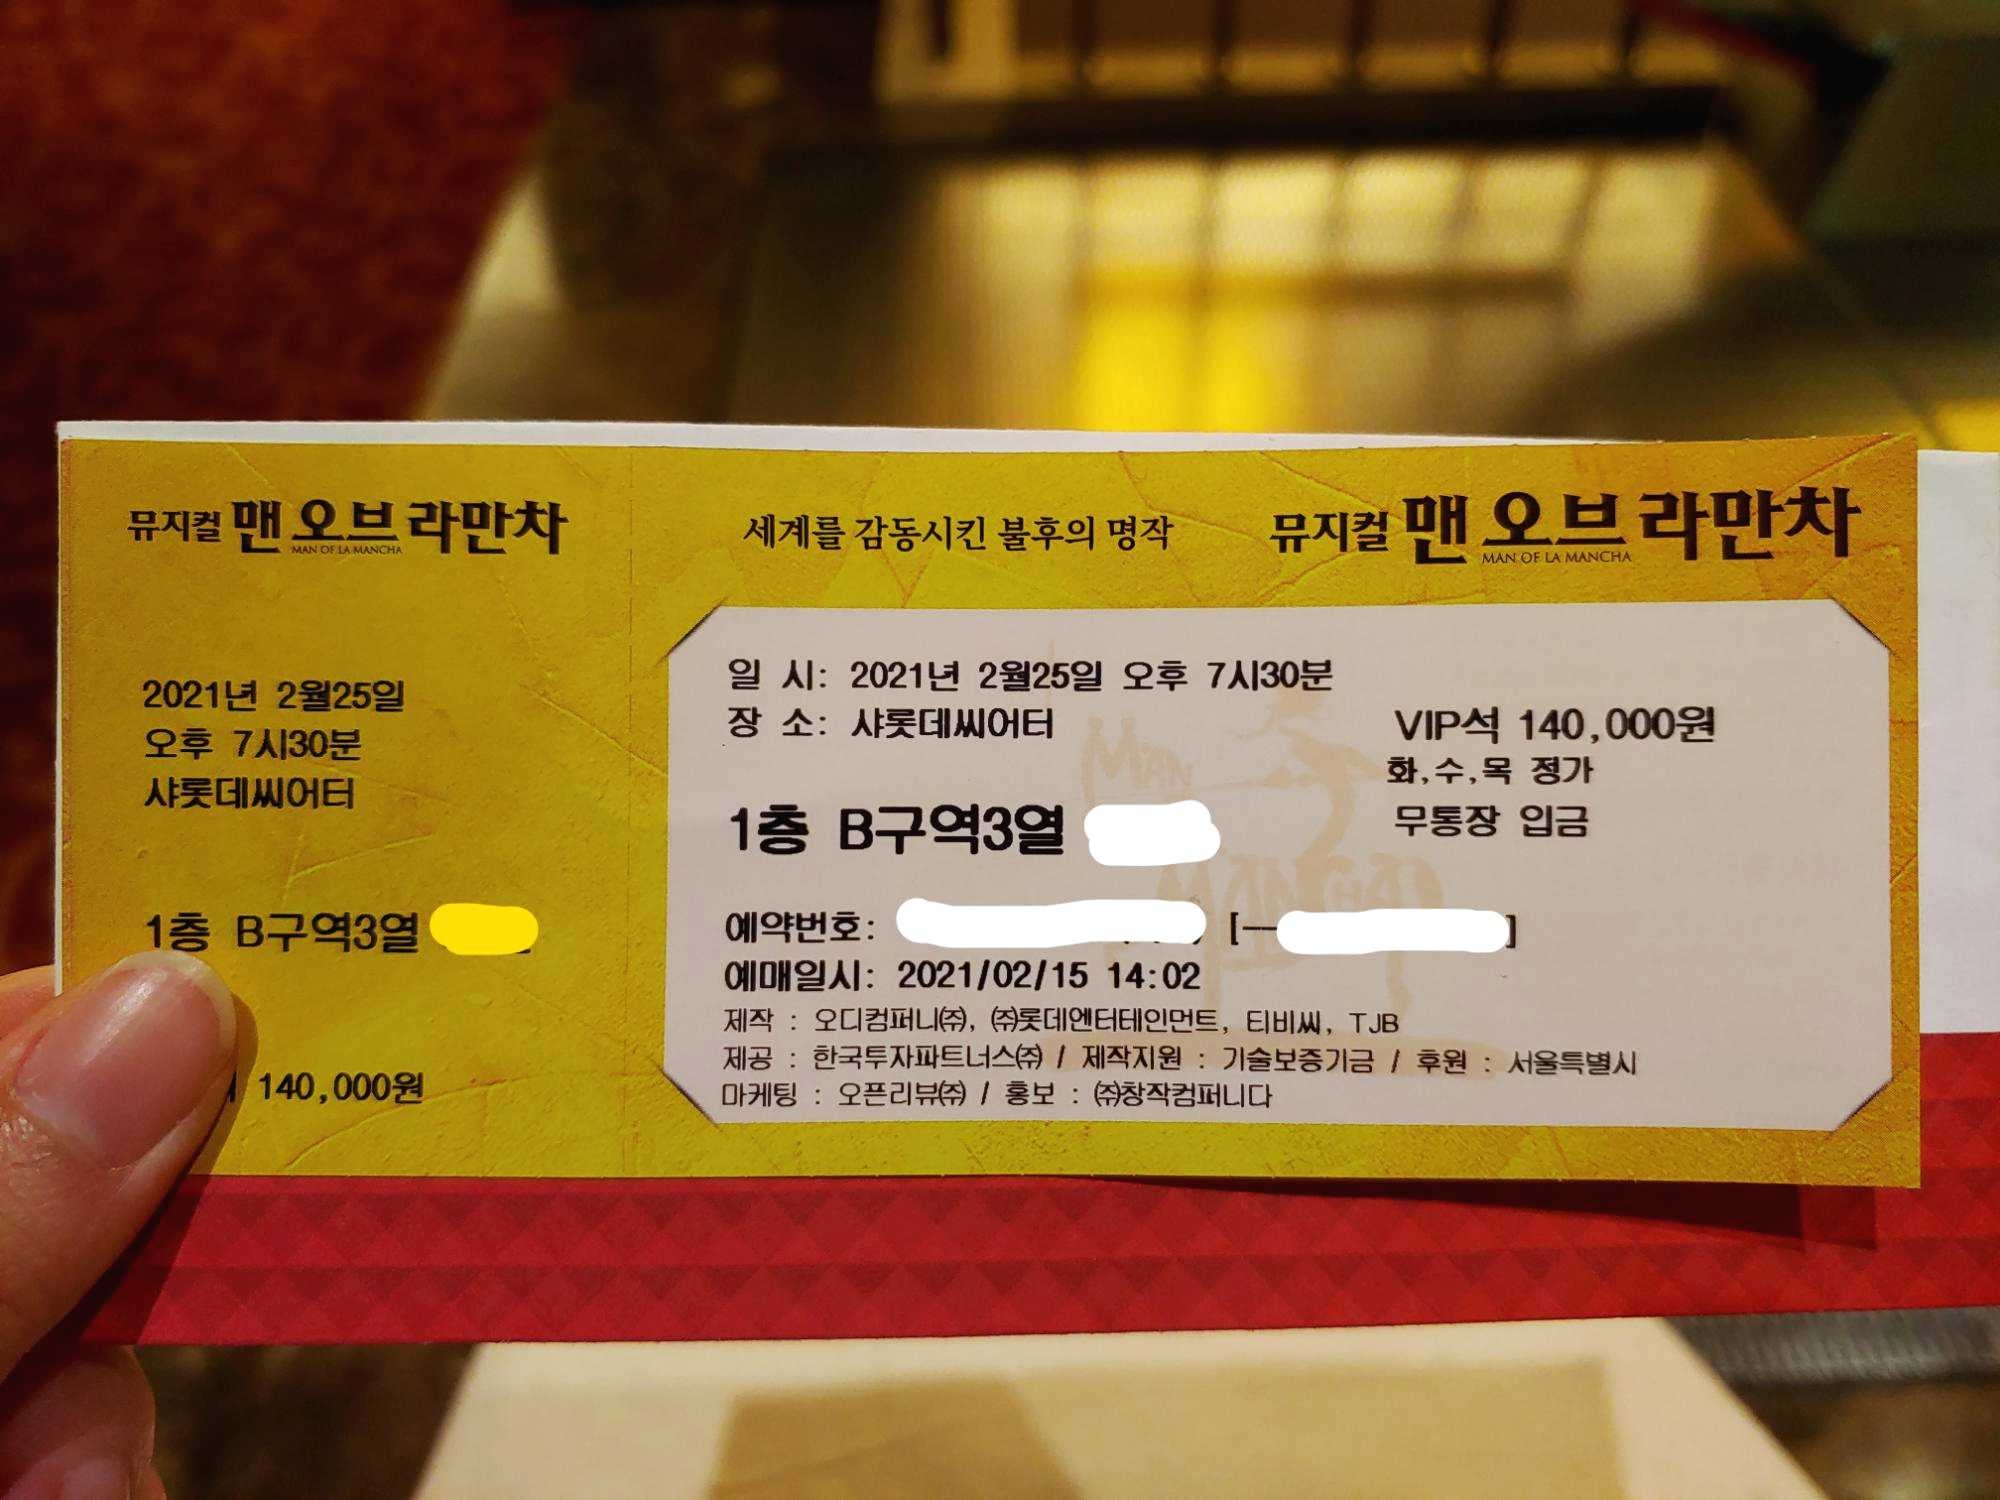 뮤지컬 맨 오브 라만차
MAN OF LA MANCHA
2021년 2월25일
오후 7시30분
샤롯데씨어터
1층 B구역3열
140,000원
세계를 감동시킨 불후의 명작
뮤지컬 맨 오브 라만차
MAN OF LA MANCHA
일 시: 2021년 2월25일 오후 7시30분
장 소: 샤롯데씨어터
VIP석 140,000원
화,수,목 정가
무통장 입금
1층 B구역3열
예약번호: [ ]
예매일시: 2021/02/15 14:02
제작 : 오디컴퍼니㈜, ㈜롯데엔터테인먼트, 티비씨, TJB
제공 : 한국투자파트너스㈜ / 제작지원 : 기술보증기금 / 후원 : 서울특별시
마케팅 : 오픈리뷰㈜ / 홍보 : ㈜창작컴퍼니다